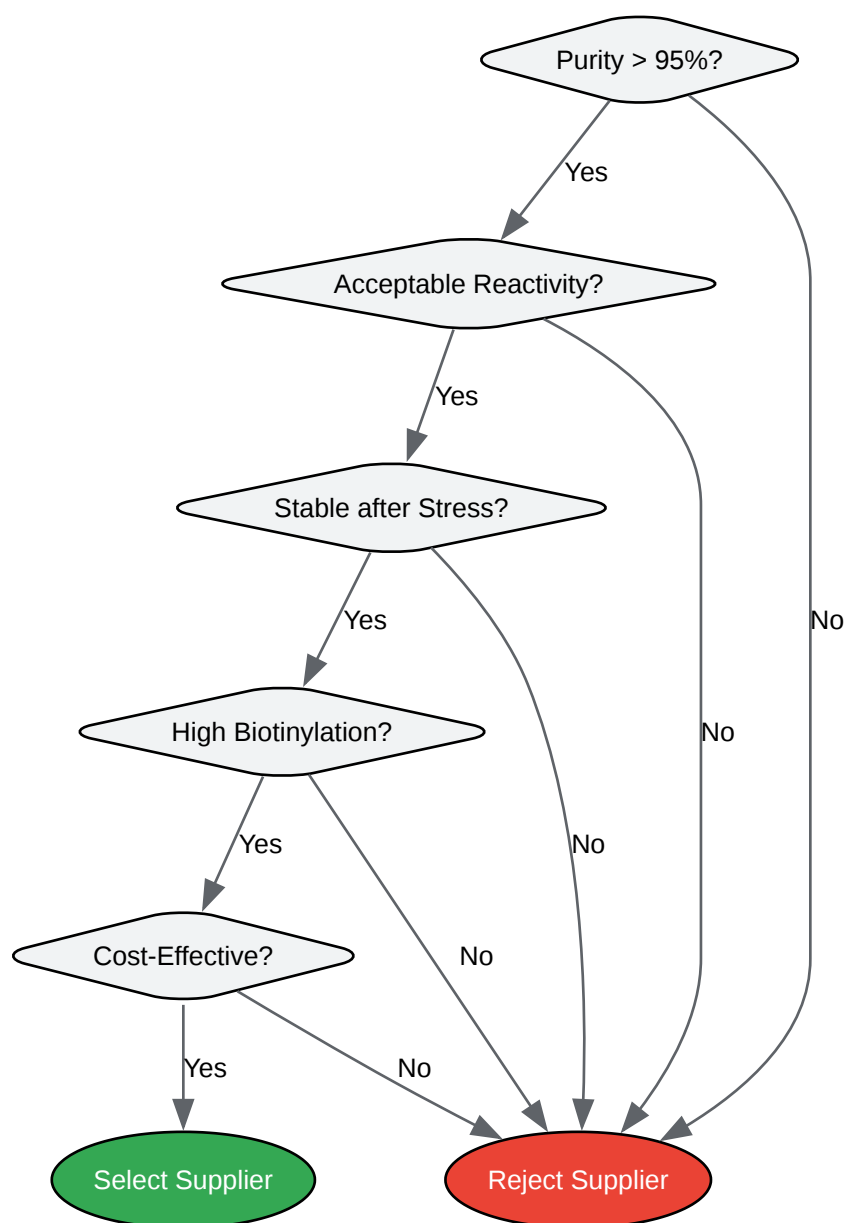 Purity > 95%?
Yes
Acceptable Reactivity?
Yes
Stable after Stress?
Yes
No
High Biotinylation?
No
Yes
No
Cost-Effective?
No
Yes
No
Select Supplier
Reject Supplier